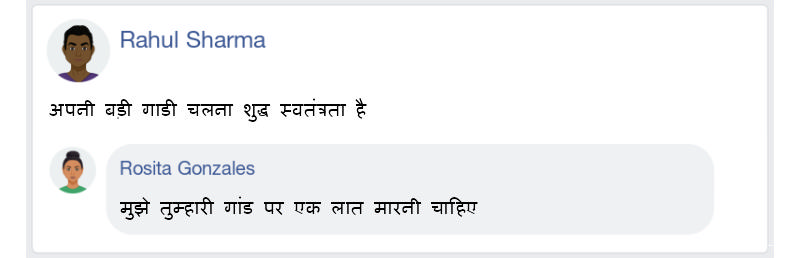 Rahul Sharma
अपनी बड़ी गाडी चलना शुद्ध स्वतंत्रता है
Rosita Gonzales
मुझे तुम्हारी गांड पर एक लात मारनी चाहिए